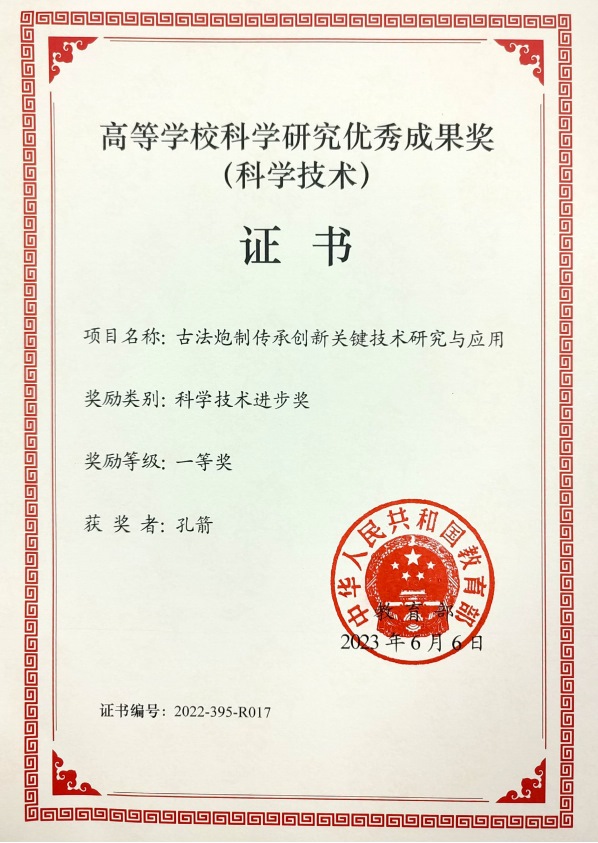 高等学校科学研究优秀成果奖
（科学技术）
证 书
项目名称: 古法炮制传承创新关键技术研究与应用
奖励类别: 科学技术进步奖
奖励等级: 一等奖
获 奖 者: 孔箭
中华人民共和国教育部
教 育 部
2023 年 6 月 6 日
证书编号: 2022-395-R017